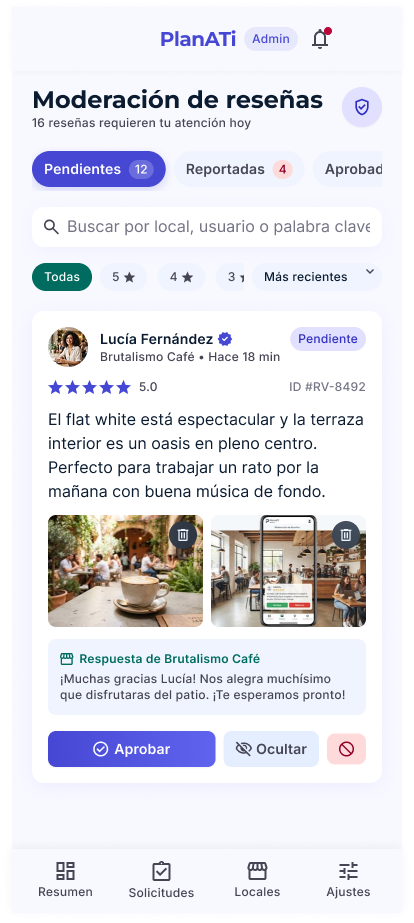 PlanATi Admin
Moderación de reseñas
16 reseñas requieren tu atención hoy
Pendientes 12 Reportadas 4 Aprobad
Buscar por local, usuario o palabra clave
Todas 5 ★ 4 ★ 3 Más recientes
Lucía Fernández Pendiente
Brutalismo Café • Hace 18 min
5.0 ID #RV-8492
El flat white está espectacular y la terraza
interior es un oasis en pleno centro.
Perfecto para trabajar un rato por la
mañana con buena música de fondo.
Respuesta de Brutalismo Café
¡Muchas gracias Lucía! Nos alegra muchísimo
que disfrutaras del patio. ¡Te esperamos pronto!
Aprobar Ocultar
Resumen Solicitudes Locales Ajustes